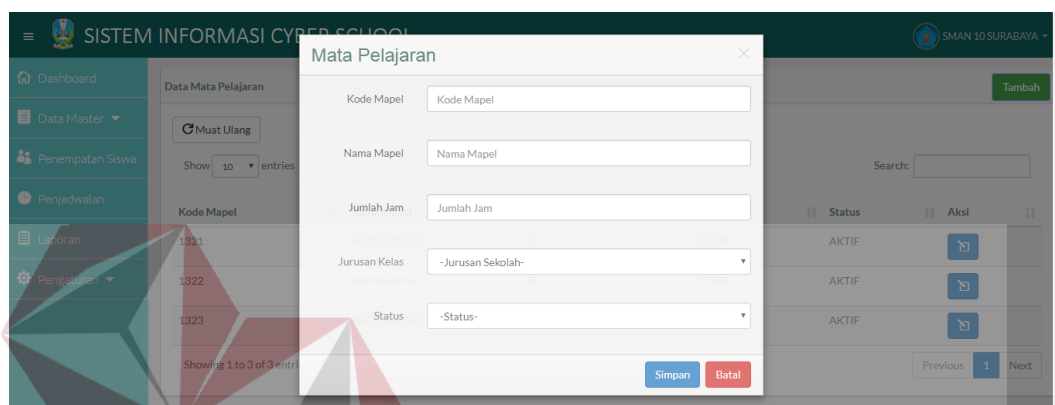 SISTEM INFORMASI CYBER SCHOOL
SMAN 10 SURABAYA
Mata Pelajaran
Dashboard
Data Mata Pelajaran
Tambah
Kode Mapel
Kode Mapel
Data Master
Muat Ulang
Penempatan Siswa
Nama Mapel
Nama Mapel
Show 10 entries
Search:
Penjadwalan
Jumlah Jam
Jumlah Jam
Kode Mapel
Status
Aksi
Laporan
1321
AKTIF
Jurusan Kelas
-Jurusan Sekolah-
Pengaturan
1322
AKTIF
Status
-Status-
1323
AKTIF
Showing 1 to 3 of 3 entri
Simpan
Batal
Previous 1 Next